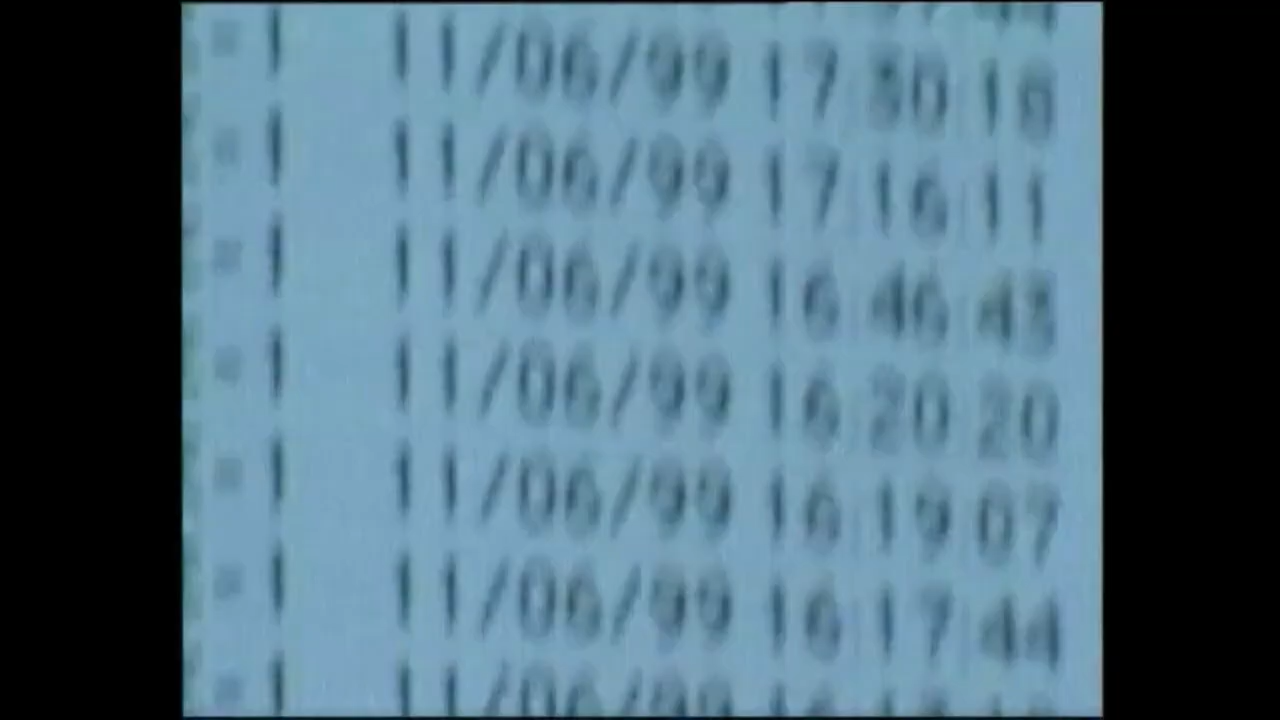 11/06/99 17 30 18
11/06/99 17 16 11
11/06/99 16 46 43
11/06/99 16 20 20
11/06/99 16 19 07
11/06/99 16 17 44